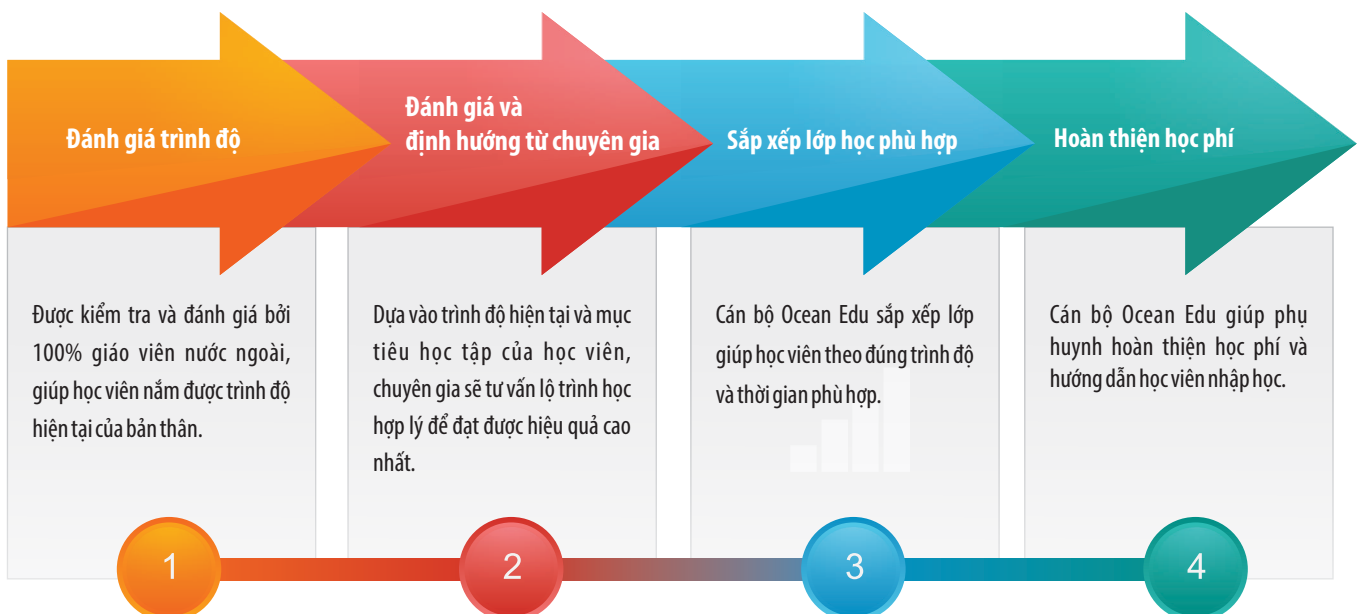 Đánh giá trình độ
Đánh giá và
định hướng từ chuyên gia
Sắp xếp lớp học phù hợp
Hoàn thiện học phí
Được kiểm tra và đánh giá bởi
100% giáo viên nước ngoài,
giúp học viên nắm được trình độ
hiện tại của bản thân.
Dựa vào trình độ hiện tại và mục
tiêu học tập của học viên,
chuyên gia sẽ tư vấn lộ trình học
hợp lý để đạt được hiệu quả cao
nhất.
Cán bộ Ocean Edu sắp xếp lớp
giúp học viên theo đúng trình độ
và thời gian phù hợp.
Cán bộ Ocean Edu giúp phụ
huynh hoàn thiện học phí và
hướng dẫn học viên nhập học.
1
2
3
4